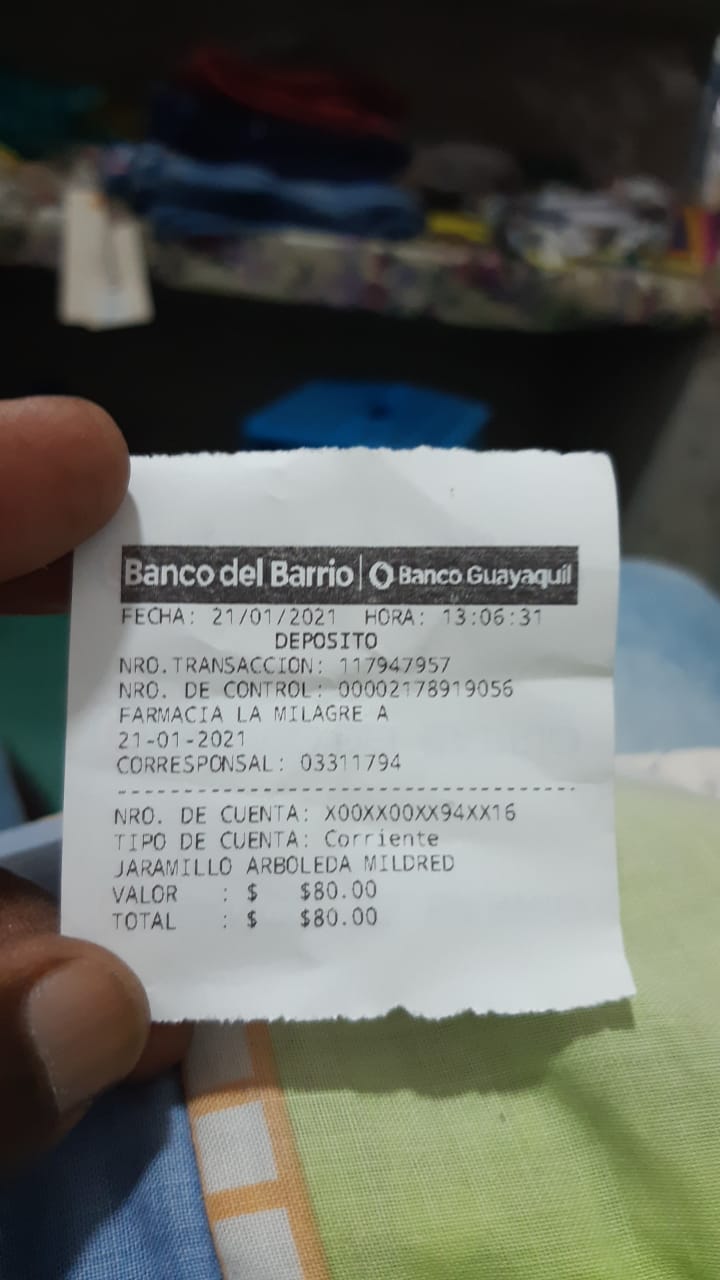 Banco del Barrio | Banco Guayaquil
FECHA: 21/01/2021 HORA: 13:06:31
DEPOSITO
NRO.TRANSACCION: 117947957
NRO. DE CONTROL: 00002178919056
FARMACIA LA MILAGRE A
21-01-2021
CORRESPONSAL: 03311794
NRO. DE CUENTA: X00XX00XX94XX16
TIPO DE CUENTA: Corriente
JARAMILLO ARBOLEDA MILDRED
VALOR : $ $80.00
TOTAL : $ $80.00